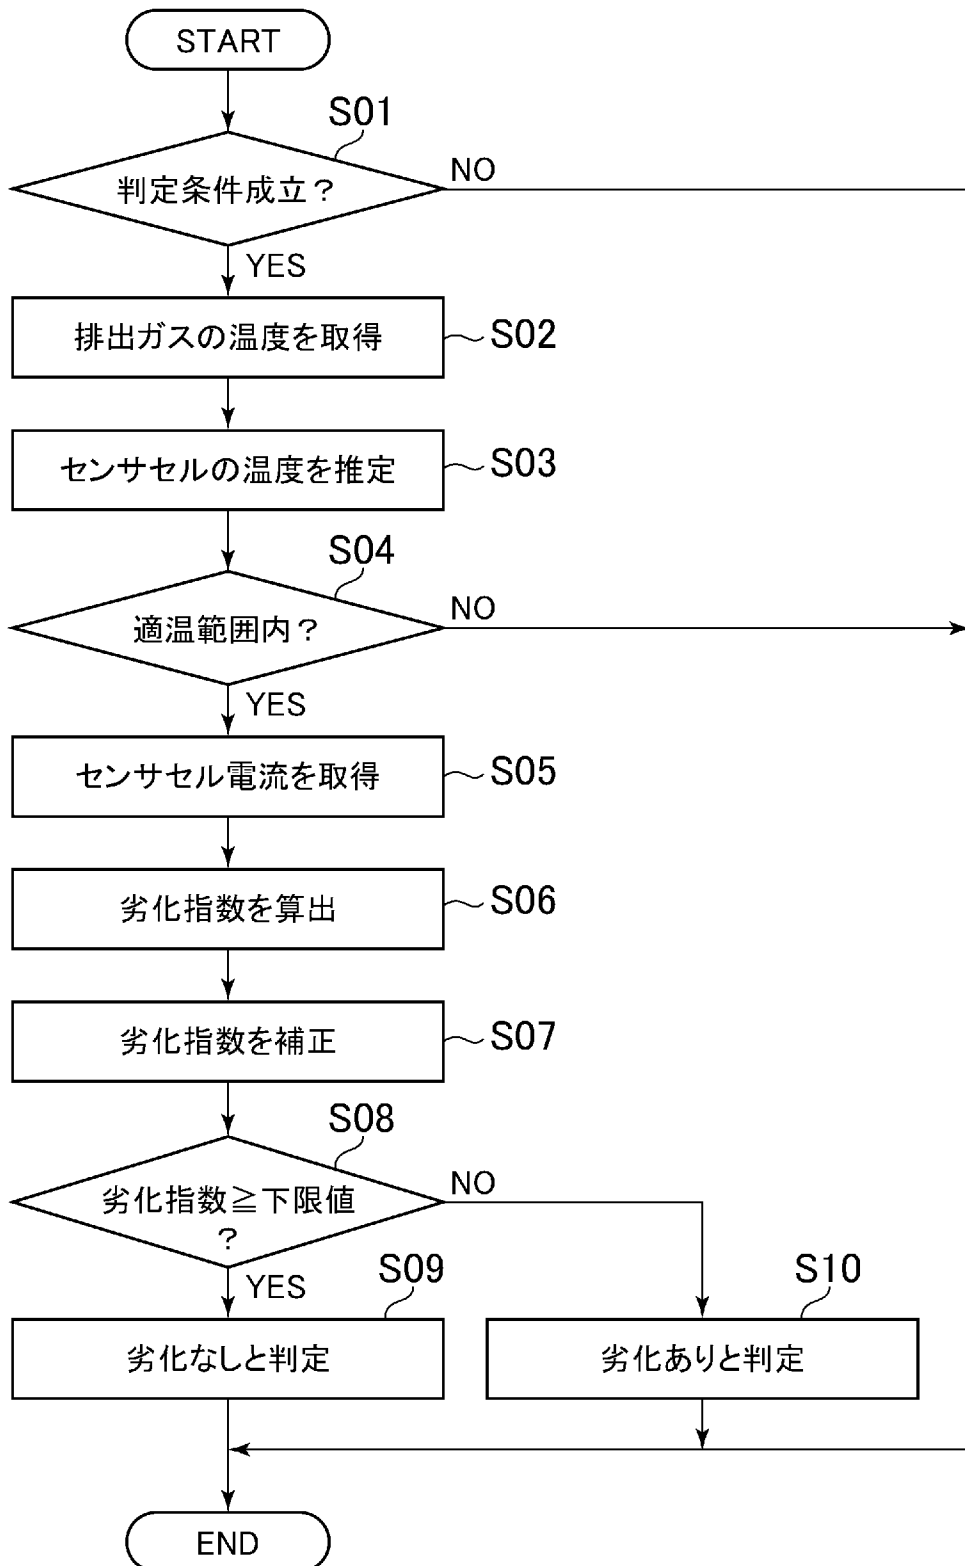 START
S01
判定条件成立？
NO
YES
排出ガスの温度を取得
S02
センサセルの温度を推定
S03
S04
適温範囲内？
NO
YES
センサセル電流を取得
S05
劣化指数を算出
S06
劣化指数を補正
S07
S08
劣化指数≧下限値
？
NO
YES
S09
劣化なしと判定
S10
劣化ありと判定
END